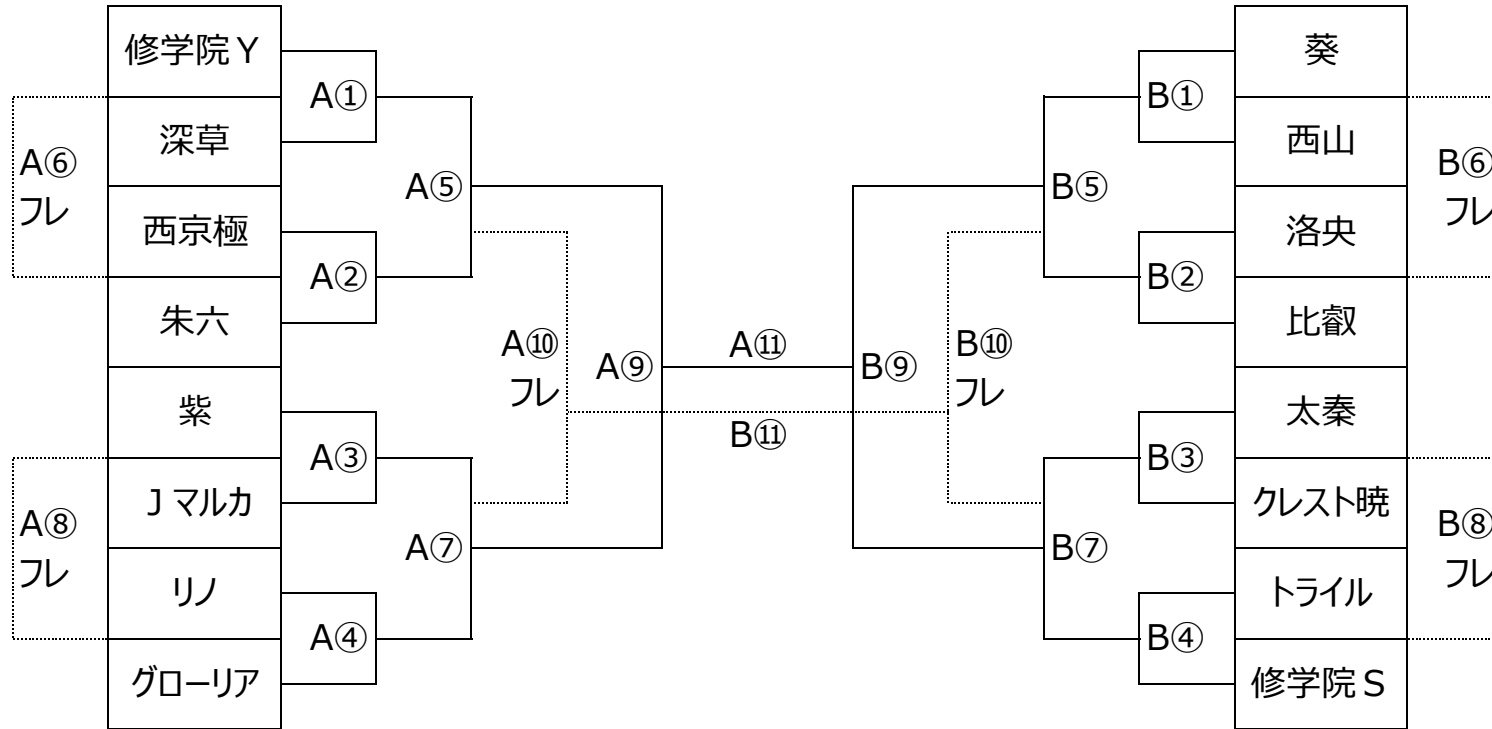 修学院Y
A①
深草
A⑥
フレ
A⑤
西京極
A②
朱六
A⑩
フレ
A⑨
紫
A③
Jマルカ
A⑧
フレ
A⑦
リノ
A④
グローリア
A⑪
B⑪
葵
B①
西山
B⑥
フレ
B⑤
洛央
B②
比叡
B⑨
B⑩
フレ
太秦
B③
クレスト暁
B⑧
フレ
B⑦
トライル
B④
修学院S